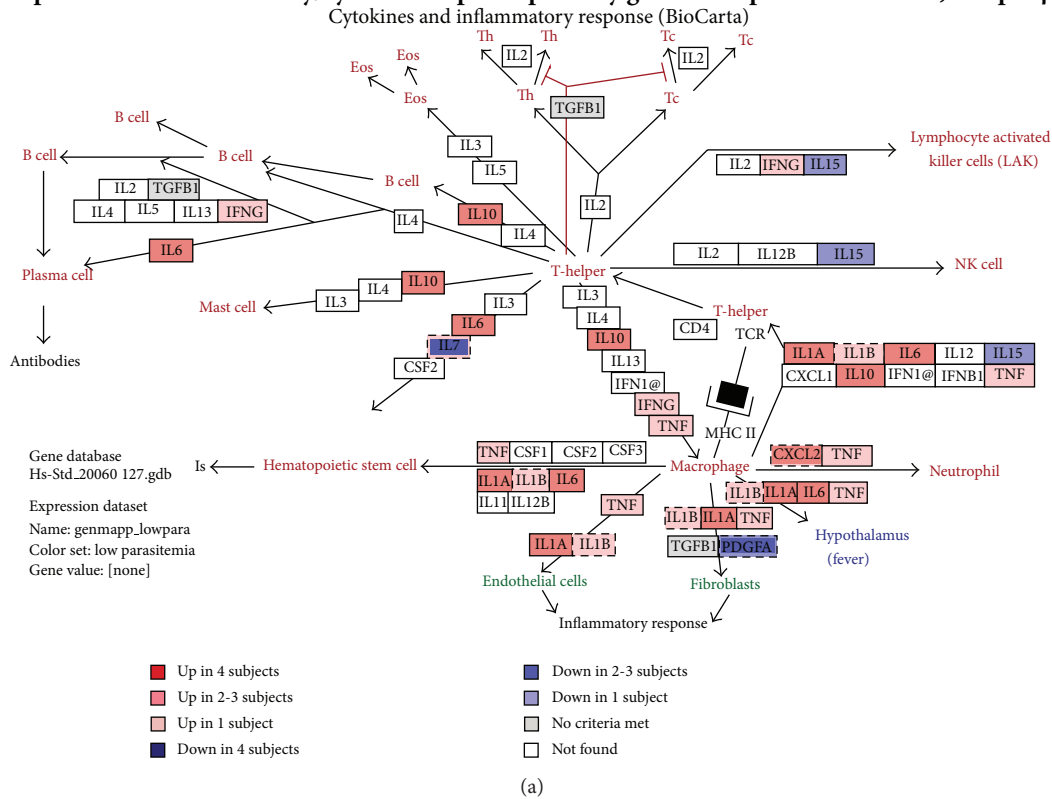 Cytokines and inflammatory response (BioCarta)
Th
Th
Tc
Tc
IL2
IL2
Eos
Eos
Eos
Th
Tc
TGFB1
B cell
B cell
B cell
B cell
IL3
IL5
Lymphocyte activated
killer cells (LAK)
IL2 IFNG IL15
IL2 TGFB1
IL4 IL5 IL13 IFNG
IL10
IL4
IL4
IL2
IL6
Plasma cell
T-helper
IL2 IL12B IL15
NK cell
Mast cell
IL3 IL4 IL10
IL3
IL6
IL7
CSF2
IL3
IL4
IL10
IL13
IFN1@
IFNG
TNF
T-helper
CD4
TCR
MHC II
IL1A IL1B IL6 IL12 IL15
CXCL1 IL10 IFN1@ IFNB1 TNF
Antibodies
Gene database
Hs-Std_20060 127.gdb
Expression dataset
Name: genmapp_lowpara
Color set: low parasitemia
Gene value: [none]
Is
Hematopoietic stem cell
TNF CSF1 CSF2 CSF3
IL1A IL1B IL6
IL11 IL12B
Macrophage
CXCL2 TNF
Neutrophil
IL1B IL1A IL6 TNF
Hypothalamus
(fever)
TNF
IL1A IL1B
Endothelial cells
IL1B IL1A TNF
TGFB1 PDGFA
Fibroblasts
Inflammatory response
Up in 4 subjects
Up in 2-3 subjects
Up in 1 subject
Down in 4 subjects
Down in 2-3 subjects
Down in 1 subject
No criteria met
Not found
(a)